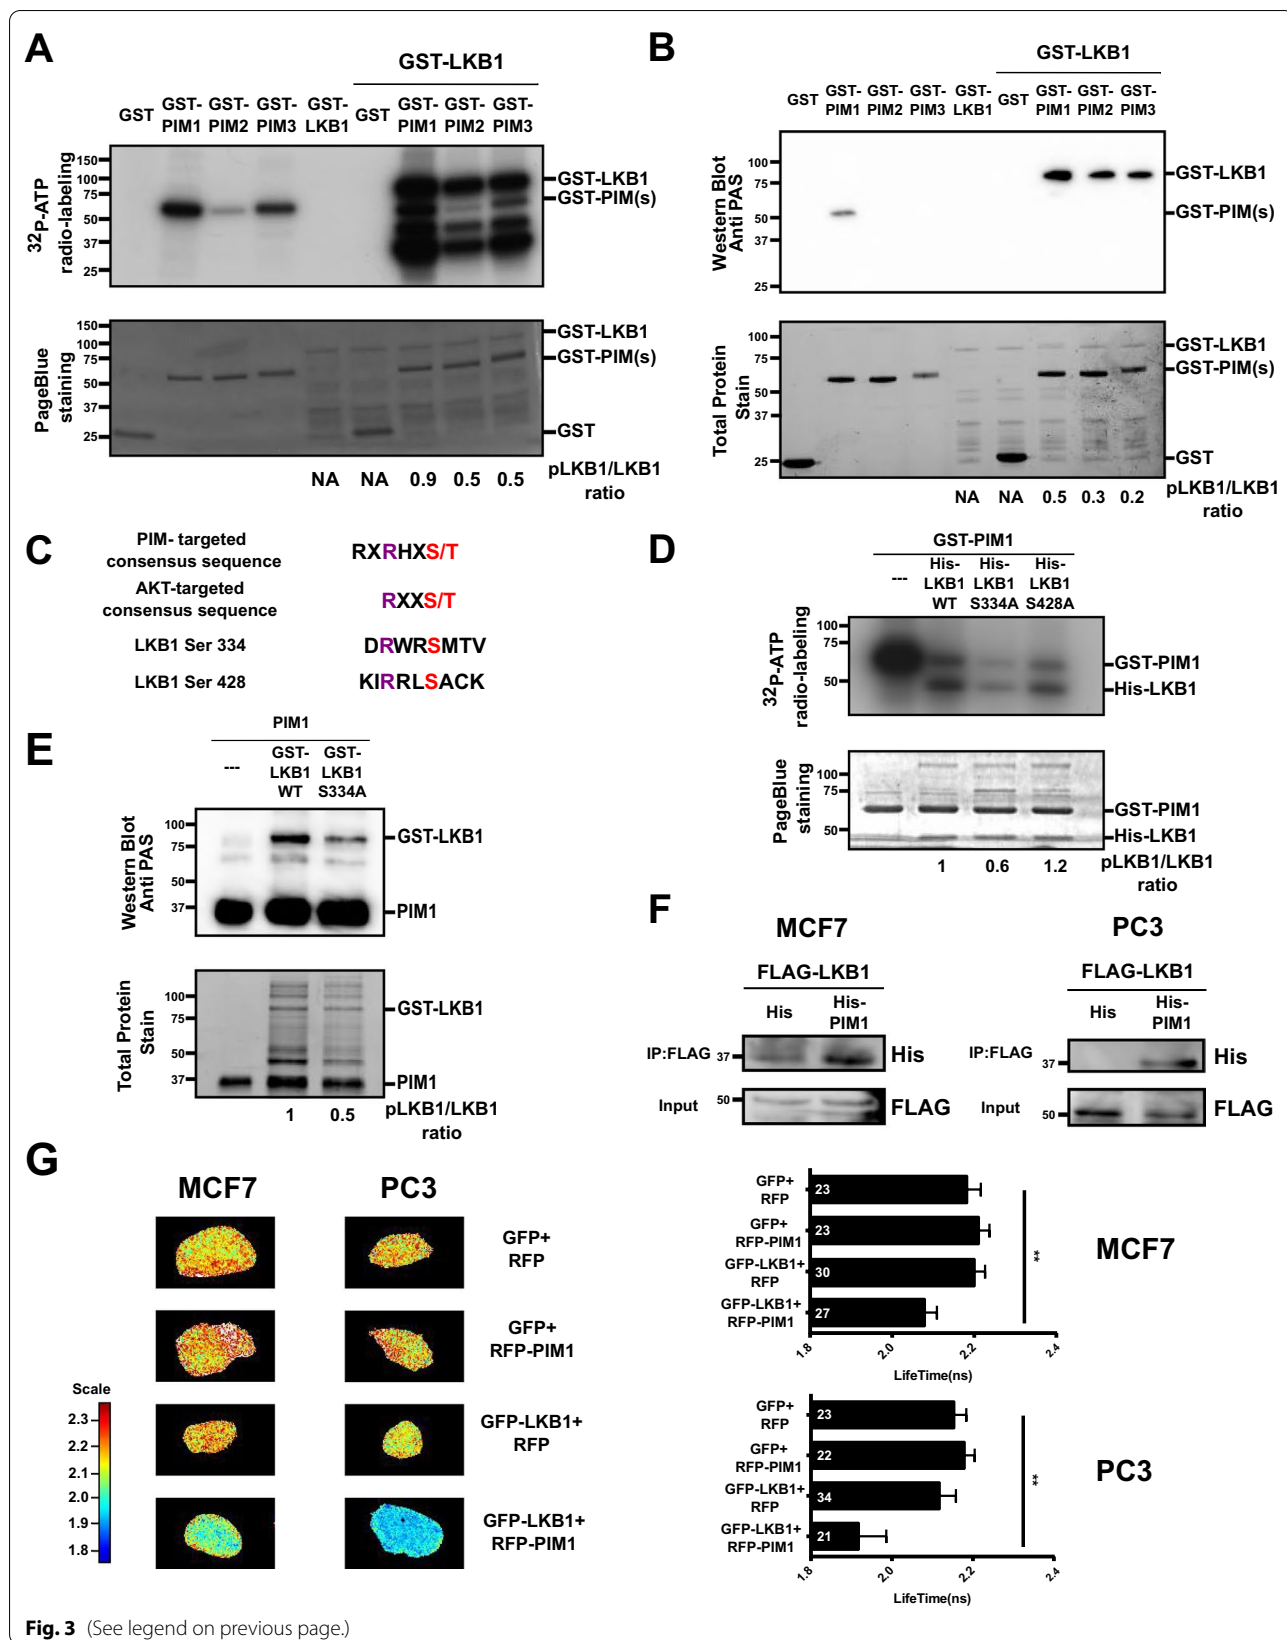 A
GST-LKB1
GST
GST-PIM1
GST-PIM2
GST-PIM3
GST-LKB1
GST
GST-PIM1
GST-PIM2
GST-PIM3
32P-ATP
radio-labeling
150
100
75
50
37
25
GST-LKB1
GST-PIM(s)
PageBlue
staining
150
100
75
50
37
25
GST-LKB1
GST-PIM(s)
GST
NA NA 0.9 0.5 0.5
pLKB1/LKB1
ratio
B
GST-LKB1
GST
GST-PIM1
GST-PIM2
GST-PIM3
GST-LKB1
GST
GST-PIM1
GST-PIM2
GST-PIM3
Western Blot
Anti PAS
100
75
50
37
25
GST-LKB1
GST-PIM(s)
Total Protein
Stain
100
75
50
37
25
GST-LKB1
GST-PIM(s)
GST
NA NA 0.5 0.3 0.2
pLKB1/LKB1
ratio
C
PIM- targeted
consensus sequence
RXRHXS/T
AKT-targeted
consensus sequence
RXXS/T
LKB1 Ser 334
DRWRSMTV
LKB1 Ser 428
KIRRLSACK
D
GST-PIM1
---
His-
LKB1
WT
His-
LKB1
S334A
His-
LKB1
S428A
32P-ATP
radio-labeling
100
75
50
GST-PIM1
His-LKB1
PageBlue
staining
100
75
50
GST-PIM1
His-LKB1
1 0.6 1.2
pLKB1/LKB1
ratio
E
PIM1
---
GST-
LKB1
WT
GST-
LKB1
S334A
Western Blot
Anti PAS
100
75
50
37
GST-LKB1
PIM1
Total Protein
Stain
100
75
50
37
GST-LKB1
PIM1
1 0.5
pLKB1/LKB1
ratio
F
MCF7
FLAG-LKB1
His
His-
PIM1
IP:FLAG 37 His
Input 50 FLAG
PC3
FLAG-LKB1
His
His-
PIM1
IP:FLAG 37 His
Input 50 FLAG
G
MCF7 PC3
GFP+
RFP
GFP+
RFP-PIM1
GFP-LKB1+
RFP
GFP-LKB1+
RFP-PIM1
Scale
2.3
2.2
2.1
2.0
1.9
1.8
GFP+
RFP
23
GFP+
RFP-PIM1
23
GFP-LKB1+
RFP
30
GFP-LKB1+
RFP-PIM1
27
**
MCF7
1.8 2.0 2.2 2.4
LifeTime(ns)
GFP+
RFP
23
GFP+
RFP-PIM1
22
GFP-LKB1+
RFP
34
GFP-LKB1+
RFP-PIM1
21
**
PC3
1.8 2.0 2.2 2.4
LifeTime(ns)
Fig. 3 (See legend on previous page.)